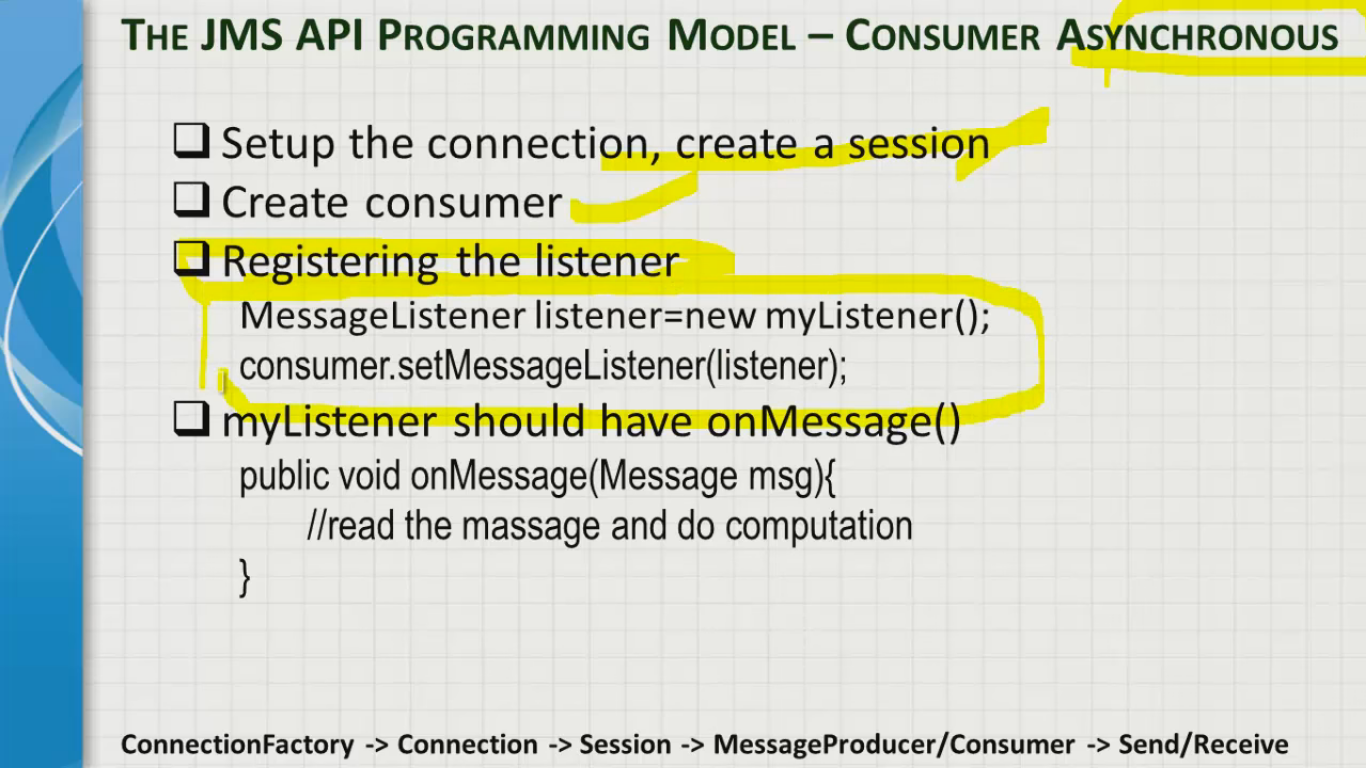 THE JMS API PROGRAMMING MODEL – CONSUMER ASYNCHRONOUS
Setup the connection, create a session
Create consumer
Registering the listener
MessageListener listener=new myListener();
consumer.setMessageListener(listener);
myListener should have onMessage()
public void onMessage(Message msg){
//read the massage and do computation
}
ConnectionFactory -> Connection -> Session -> MessageProducer/Consumer -> Send/Receive